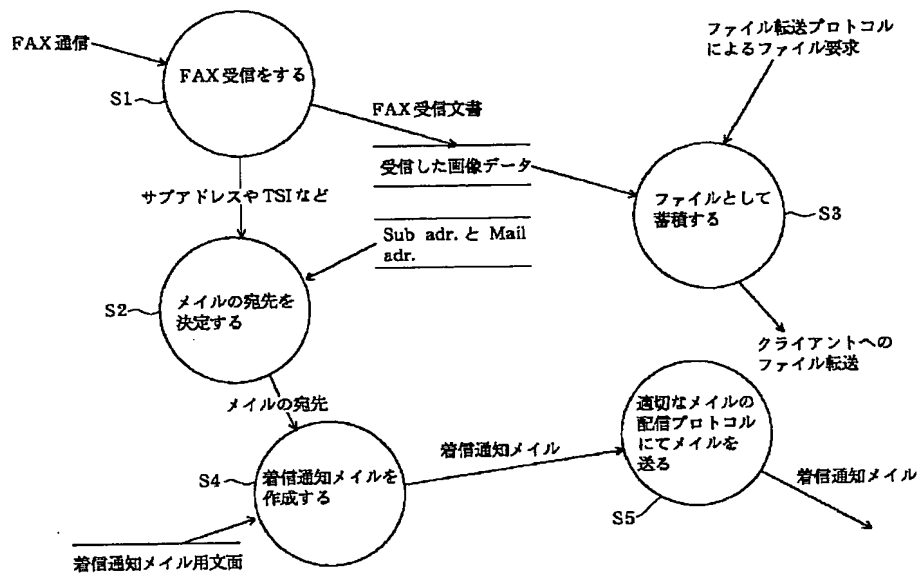 FAX通信
FAX受信をする
S1
ファイル転送プロトコル
によるファイル要求
FAX受信文書
受信した画像データ
ファイルとして
蓄積する
S3
サブアドレスやTSIなど
Sub adr.と Mail
adr.
S2
メイルの宛先を
決定する
クライアントへの
ファイル転送
メイルの宛先
適切なメイルの
配信プロトコル
にてメイルを
送る
着信通知メイル
着信通知メイル
S4
着信通知メイルを
作成する
S5
着信通知メイル用文面